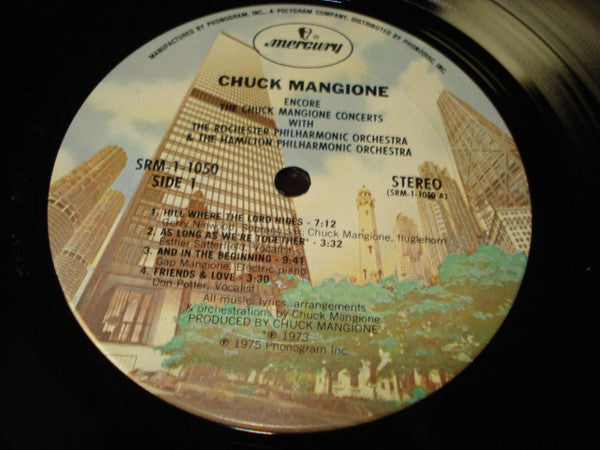 MANUFACTURED BY PHONOGRAM, INC., A POLYGRAM COMPANY. DISTRIBUTED BY PHONODISC, INC.
mercury
CHUCK MANGIONE
ENCORE
THE CHUCK MANGIONE CONCERTS
WITH
THE ROCHESTER PHILHARMONIC ORCHESTRA
& THE HAMILTON PHILHARMONIC ORCHESTRA
SRM-1-1050
SIDE 1
STEREO
(SRM-1-1050 A)
1. HILL WHERE THE LORD HIDES - 7:12
Gerry Niewood, Soprano sax, Chuck Mangione, fluglehorn
2. AS LONG AS WE'RE TOGETHER* - 3:32
Esther Satterfield, Vocalist
3. AND IN THE BEGINNING - 9:41
Gap Mangione, Electric piano
4. FRIENDS & LOVE - 3:30
Don Potter, Vocalist
All music, lyrics, arrangements
& orchestrations by Chuck Mangione
PRODUCED BY CHUCK MANGIONE
*℗ 1973
℗ 1975 Phonogram Inc.